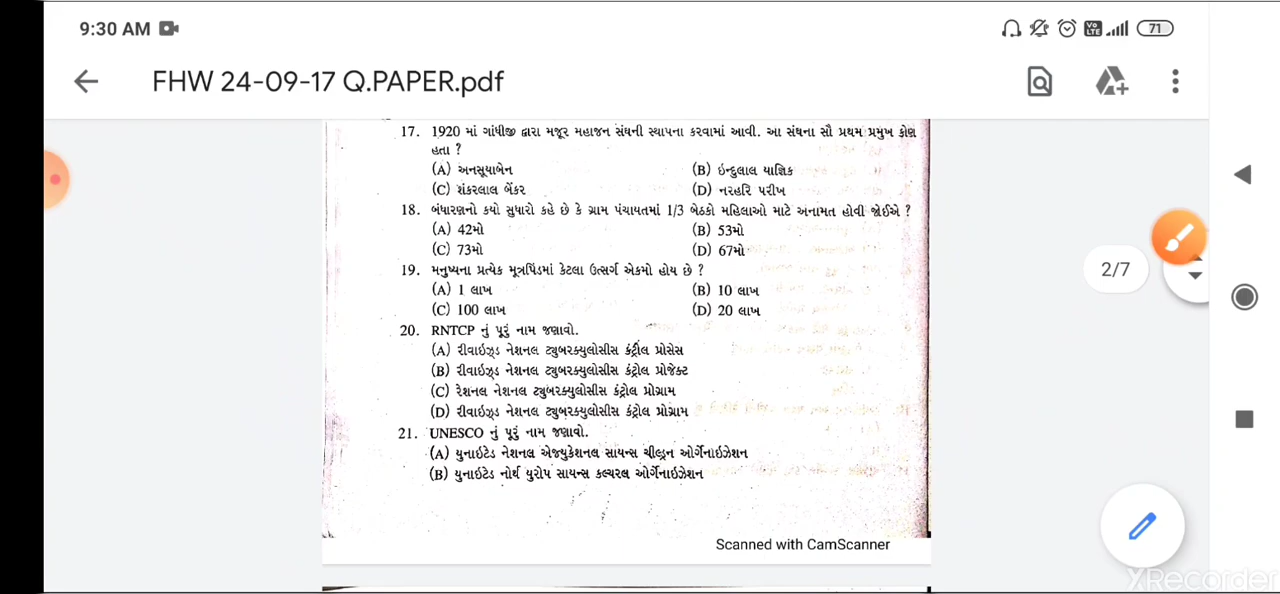 9:30 AM
71
FHW 24-09-17 Q.PAPER.pdf
17. 1920 માં ગાંધીજી દ્વારા મજૂર મહાજન સંઘની સ્થાપના કરવામાં આવી. આ સંઘના સૌ પ્રથમ પ્રમુખ કોણ
હતા ?
(A) અનસૂયાબેન (B) ઇન્દુલાલ યાજ્ઞિક
(C) શંકરલાલ બેંકર (D) નરહરિ પરીખ
18. બંધારણનો કયો સુધારો કહે છે કે ગ્રામ પંચાયતમાં 1/3 બેઠકો મહિલાઓ માટે અનામત હોવી જોઈએ ?
(A) 42મો (B) 53મો
(C) 73મો (D) 67મો
19. મનુષ્યના પ્રત્યેક મૂત્રપિંડમાં કેટલા ઉત્સર્ગ એકમો હોય છે ?
(A) 1 લાખ (B) 10 લાખ
(C) 100 લાખ (D) 20 લાખ
20. RNTCP નું પૂરું નામ જણાવો.
(A) રીવાઇઝ્ડ નેશનલ ટ્યુબરક્યુલોસીસ કંટ્રોલ પ્રોસેસ
(B) રીવાઇઝ્ડ નેશનલ ટ્યુબરક્યુલોસીસ કંટ્રોલ પ્રોજેક્ટ
(C) રેશનલ નેશનલ ટ્યુબરક્યુલોસીસ કંટ્રોલ પ્રોગ્રામ
(D) રીવાઇઝ્ડ નેશનલ ટ્યુબરક્યુલોસીસ કંટ્રોલ પ્રોગ્રામ
21. UNESCO નું પૂરું નામ જણાવો.
(A) યુનાઇટેડ નેશનલ એજ્યુકેશનલ સાયન્સ ચીલ્ડ્રન ઓર્ગેનાઇઝેશન
(B) યુનાઇટેડ નોર્થ યુરોપ સાયન્સ કલ્ચરલ ઓર્ગેનાઇઝેશન
2/7
Scanned with CamScanner
XRecorder